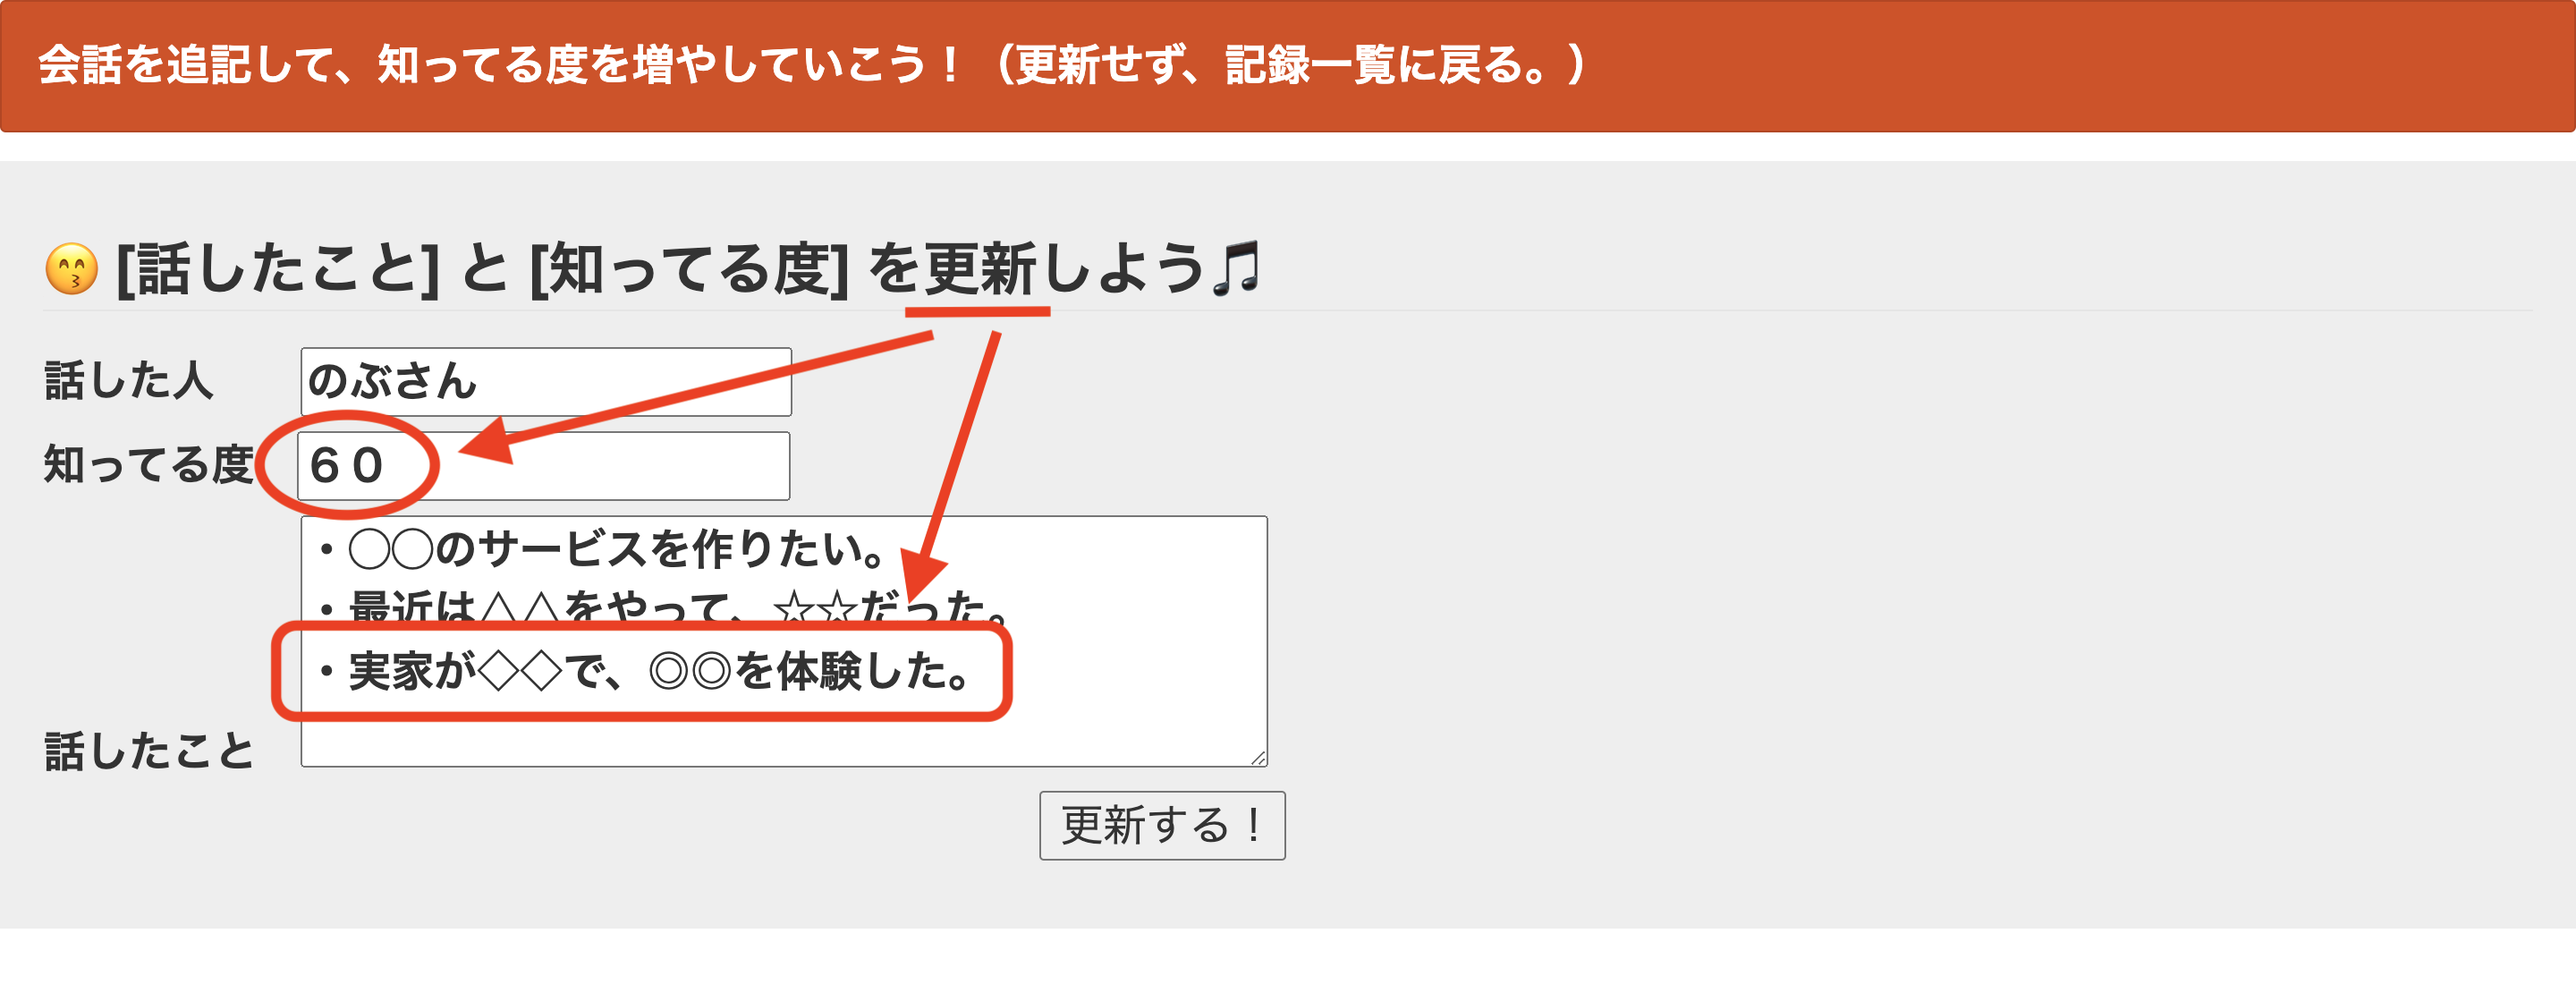 会話を追記して、知ってる度を増やしていこう！（更新せず、記録一覧に戻る。）
😙 [話したこと] と [知ってる度] を更新しよう🎵
話した人 のぶさん
知ってる度 ６０
・◯◯のサービスを作りたい。
・最近は△△をやって、☆☆だった。
・実家が◇◇で、◎◎を体験した。
話したこと
更新する！